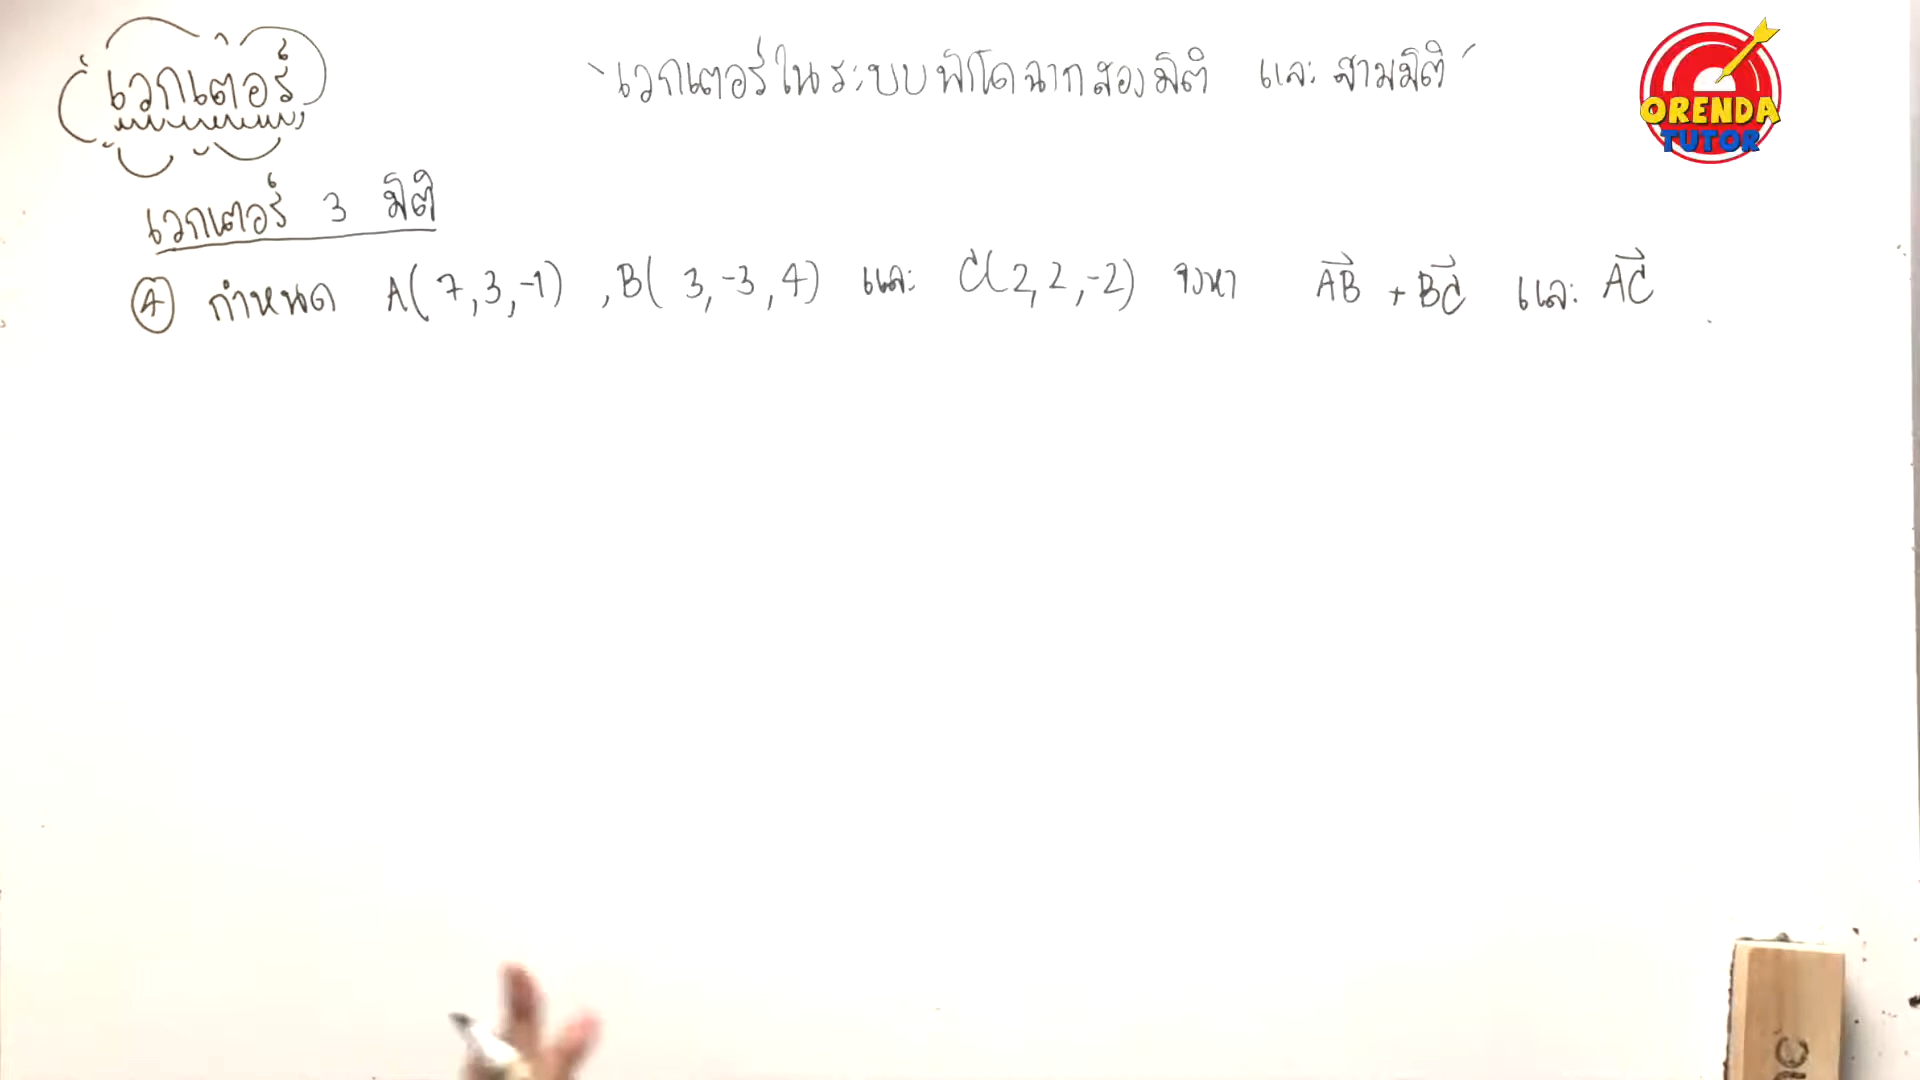 เวกเตอร์
"เวกเตอร์ในระบบพิกัดฉากสองมิติ และ สามมิติ"
ORENDA
TUTOR
เวกเตอร์ 3 มิติ
④ กำหนด A(7,3,-1) ,B(3,-3,4) และ C(2,2,-2) จงหา AB + BC และ AC